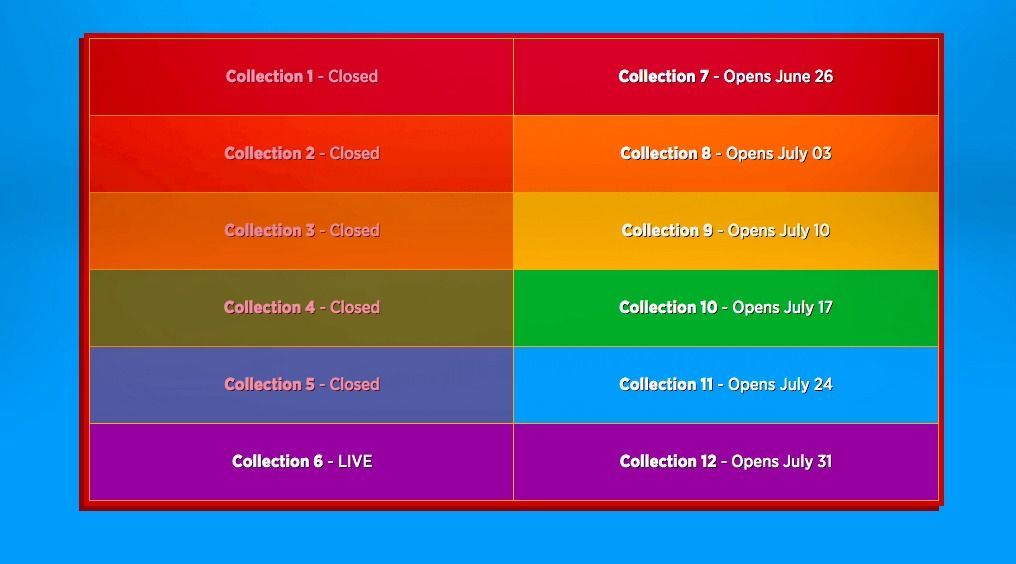 Collection 1 - Closed
Collection 7 - Opens June 26
Collection 2 - Closed
Collection 8 - Opens July 03
Collection 3 - Closed
Collection 9 - Opens July 10
Collection 4 - Closed
Collection 10 - Opens July 17
Collection 5 - Closed
Collection 11 - Opens July 24
Collection 6 - LIVE
Collection 12 - Opens July 31